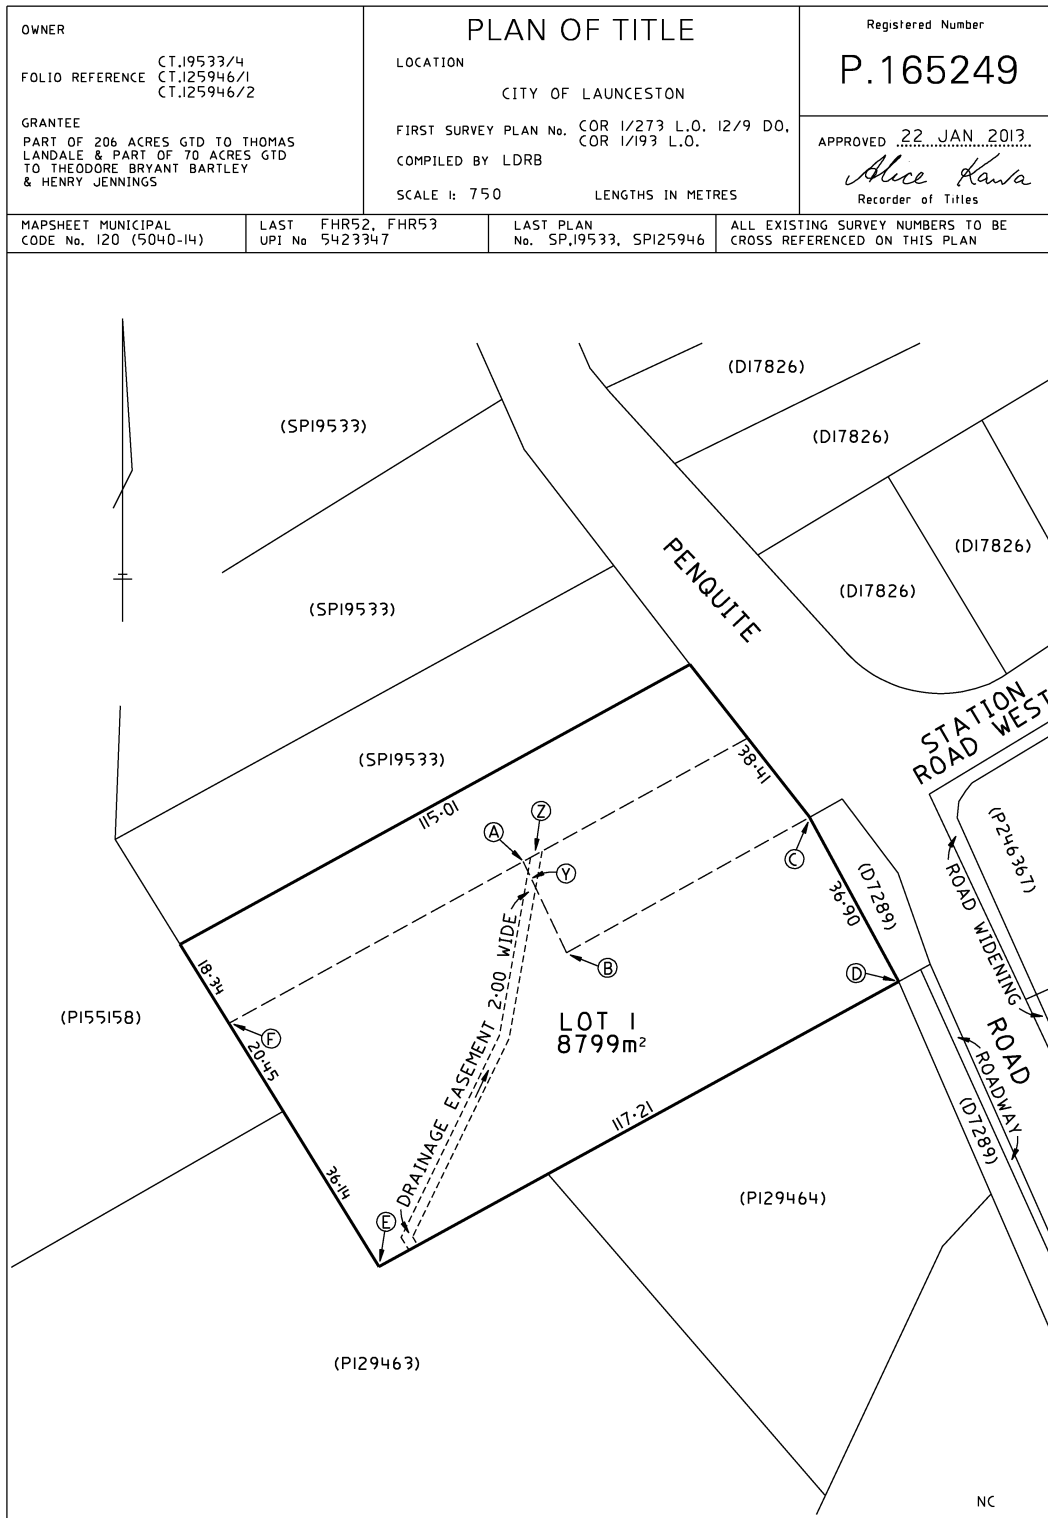 OWNER
FOLIO REFERENCE CT.19533/4
CT.125946/1
CT.125946/2
GRANTEE
PART OF 206 ACRES GTD TO THOMAS
LANDALE & PART OF 70 ACRES GTD
TO THEODORE BRYANT BARTLEY
& HENRY JENNINGS
PLAN OF TITLE
LOCATION
CITY OF LAUNCESTON
FIRST SURVEY PLAN No. COR 1/273 L.O. 12/9 DO,
COR 1/193 L.O.
COMPILED BY LDRB
SCALE 1: 750 LENGTHS IN METRES
Registered Number
P.165249
APPROVED 22 JAN 2013
Alice Kawa
Recorder of Titles
MAPSHEET MUNICIPAL
CODE No. 120 (5040-14)
LAST FHR52, FHR53
UPI No 5423347
LAST PLAN
No. SP.19533, SP125946
ALL EXISTING SURVEY NUMBERS TO BE
CROSS REFERENCED ON THIS PLAN
(D17826)
(SP19533)
(D17826)
(D17826)
PENQUITE
(D17826)
(SP19533)
STATION
ROAD WEST
(SP19533)
38·41
115·01
Z
A
C
Y
(P246367)
(D7289)
36·90
ROAD WIDENING
B
D
18·34
(P155158)
F
20·45
LOT 1
8799m²
DRAINAGE EASEMENT 2·00 WIDE
ROAD
ROADWAY
(D7289)
117·21
36·14
E
(P129464)
(P129463)
NC